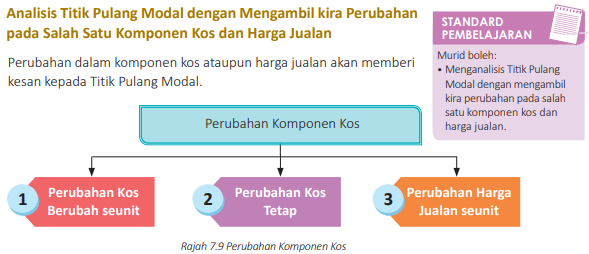 Analisis Titik Pulang Modal dengan Mengambil kira Perubahan
pada Salah Satu Komponen Kos dan Harga Jualan
Perubahan dalam komponen kos ataupun harga jualan akan memberi
kesan kepada Titik Pulang Modal.
STANDARD
PEMBELAJARAN
Murid boleh:
• Menganalisis Titik Pulang
Modal dengan mengambil
kira perubahan pada salah
satu komponen kos dan
harga jualan.
Perubahan Komponen Kos
1
Perubahan Kos
Berubah seunit
2
Perubahan Kos
Tetap
3
Perubahan Harga
Jualan seunit
Rajah 7.9 Perubahan Komponen Kos